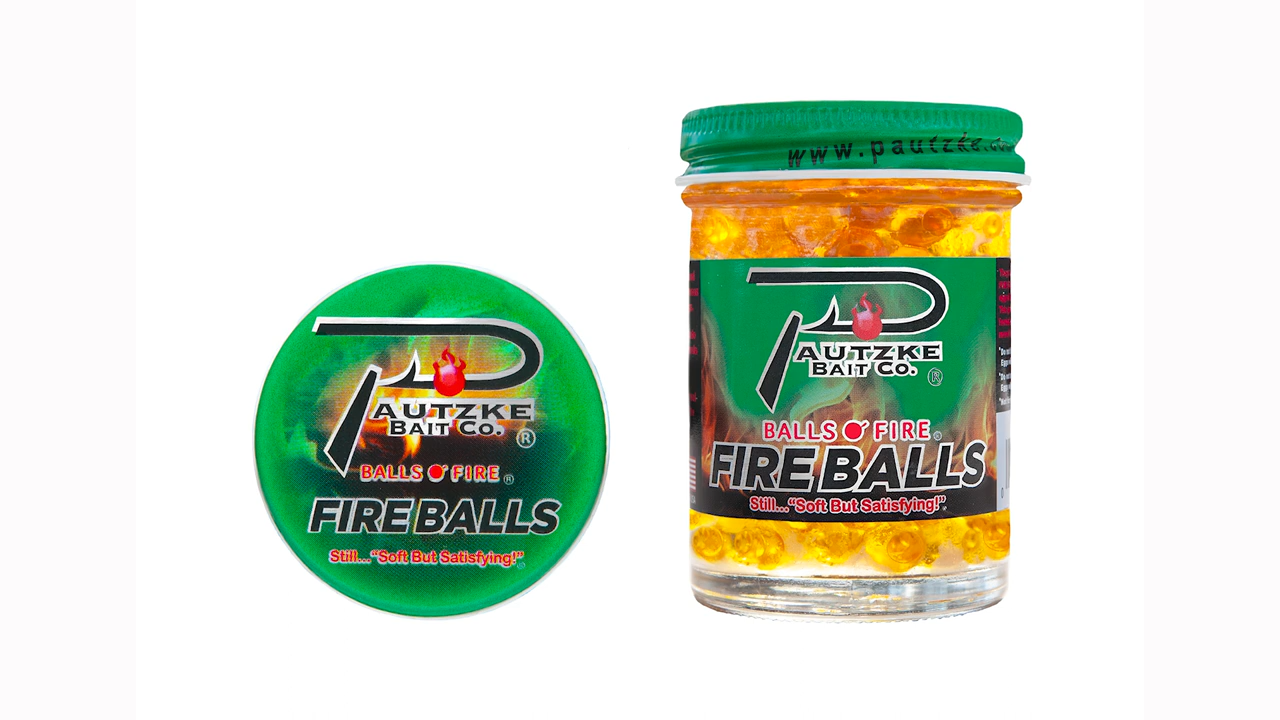 PAUTZKE
BAIT CO. ®
BALLS O' FIRE ®
FIRE BALLS
Still..."Soft But Satisfying!"
www.pautzke.
PAUTZKE
BAIT CO. ®
BALLS O' FIRE ®
FIRE BALLS
Still..."Soft But Satisfying!"